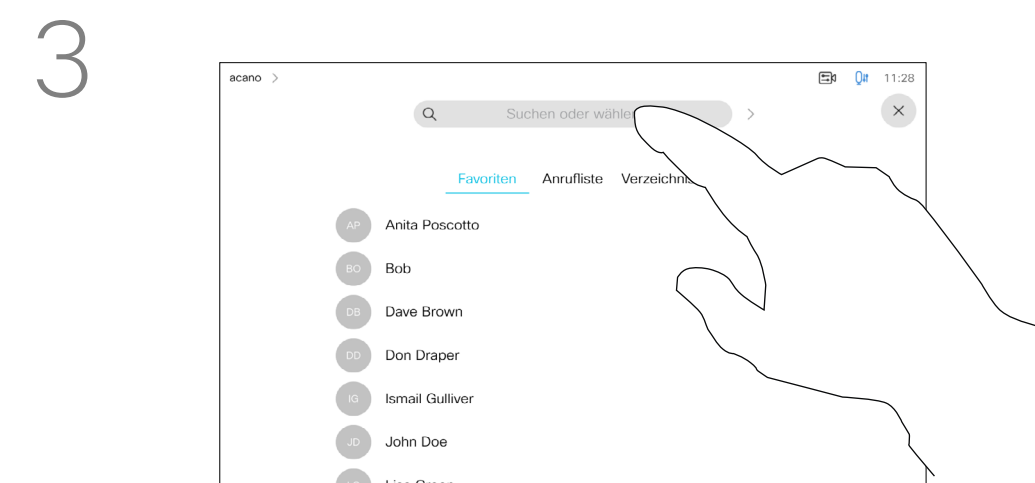 3
acano > 11:28
Suchen oder wähle
Favoriten Anrufliste Verzeichnis
AP Anita Poscotto
BO Bob
DB Dave Brown
DD Don Draper
IG Ismail Gulliver
JD John Doe